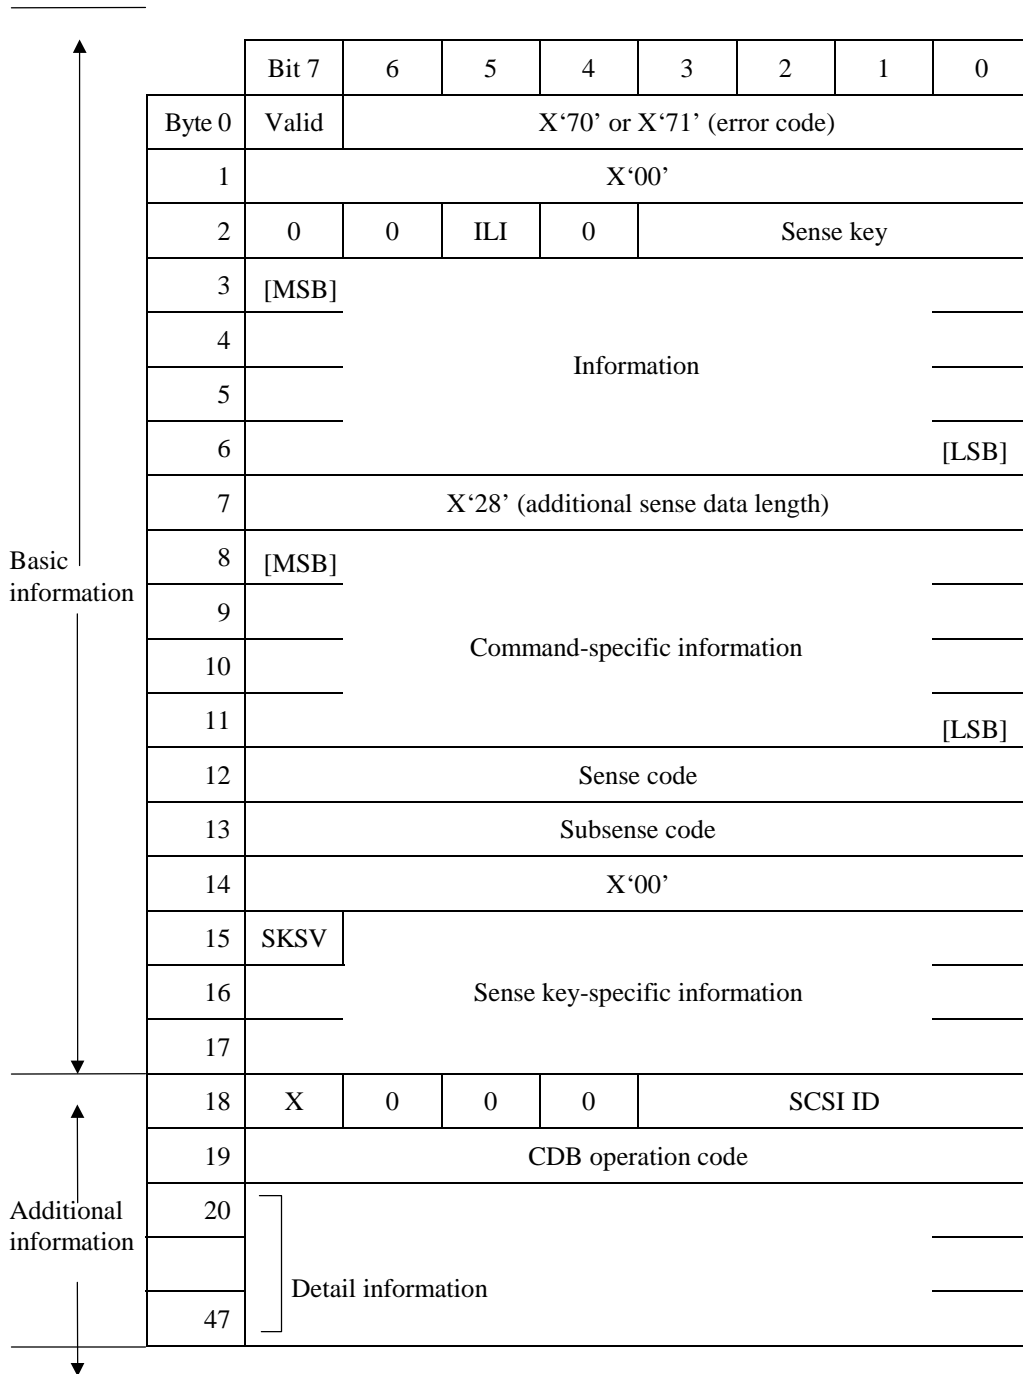 Bit 7 6 5 4 3 2 1 0
Byte 0 Valid X‘70’ or X‘71’ (error code)
1 X‘00’
2 0 0 ILI 0 Sense key
3 [MSB]
4
Information
5
6 [LSB]
7 X‘28’ (additional sense data length)
Basic
information
8 [MSB]
9
Command-specific information
10
11 [LSB]
12 Sense code
13 Subsense code
14 X‘00’
15 SKSV
16 Sense key-specific information
17
18 X 0 0 0 SCSI ID
19 CDB operation code
Additional
information
20
Detail information
47